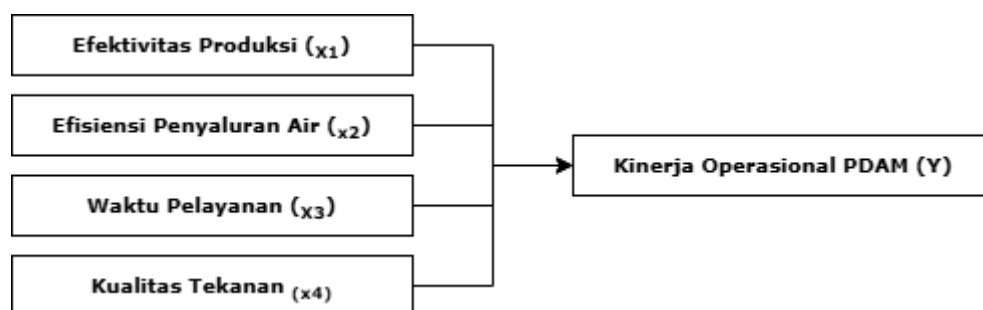 Efektivitas Produksi (X1)
Efisiensi Penyaluran Air (x2)
Waktu Pelayanan (X3)
Kualitas Tekanan (x4)
Kinerja Operasional PDAM (Y)